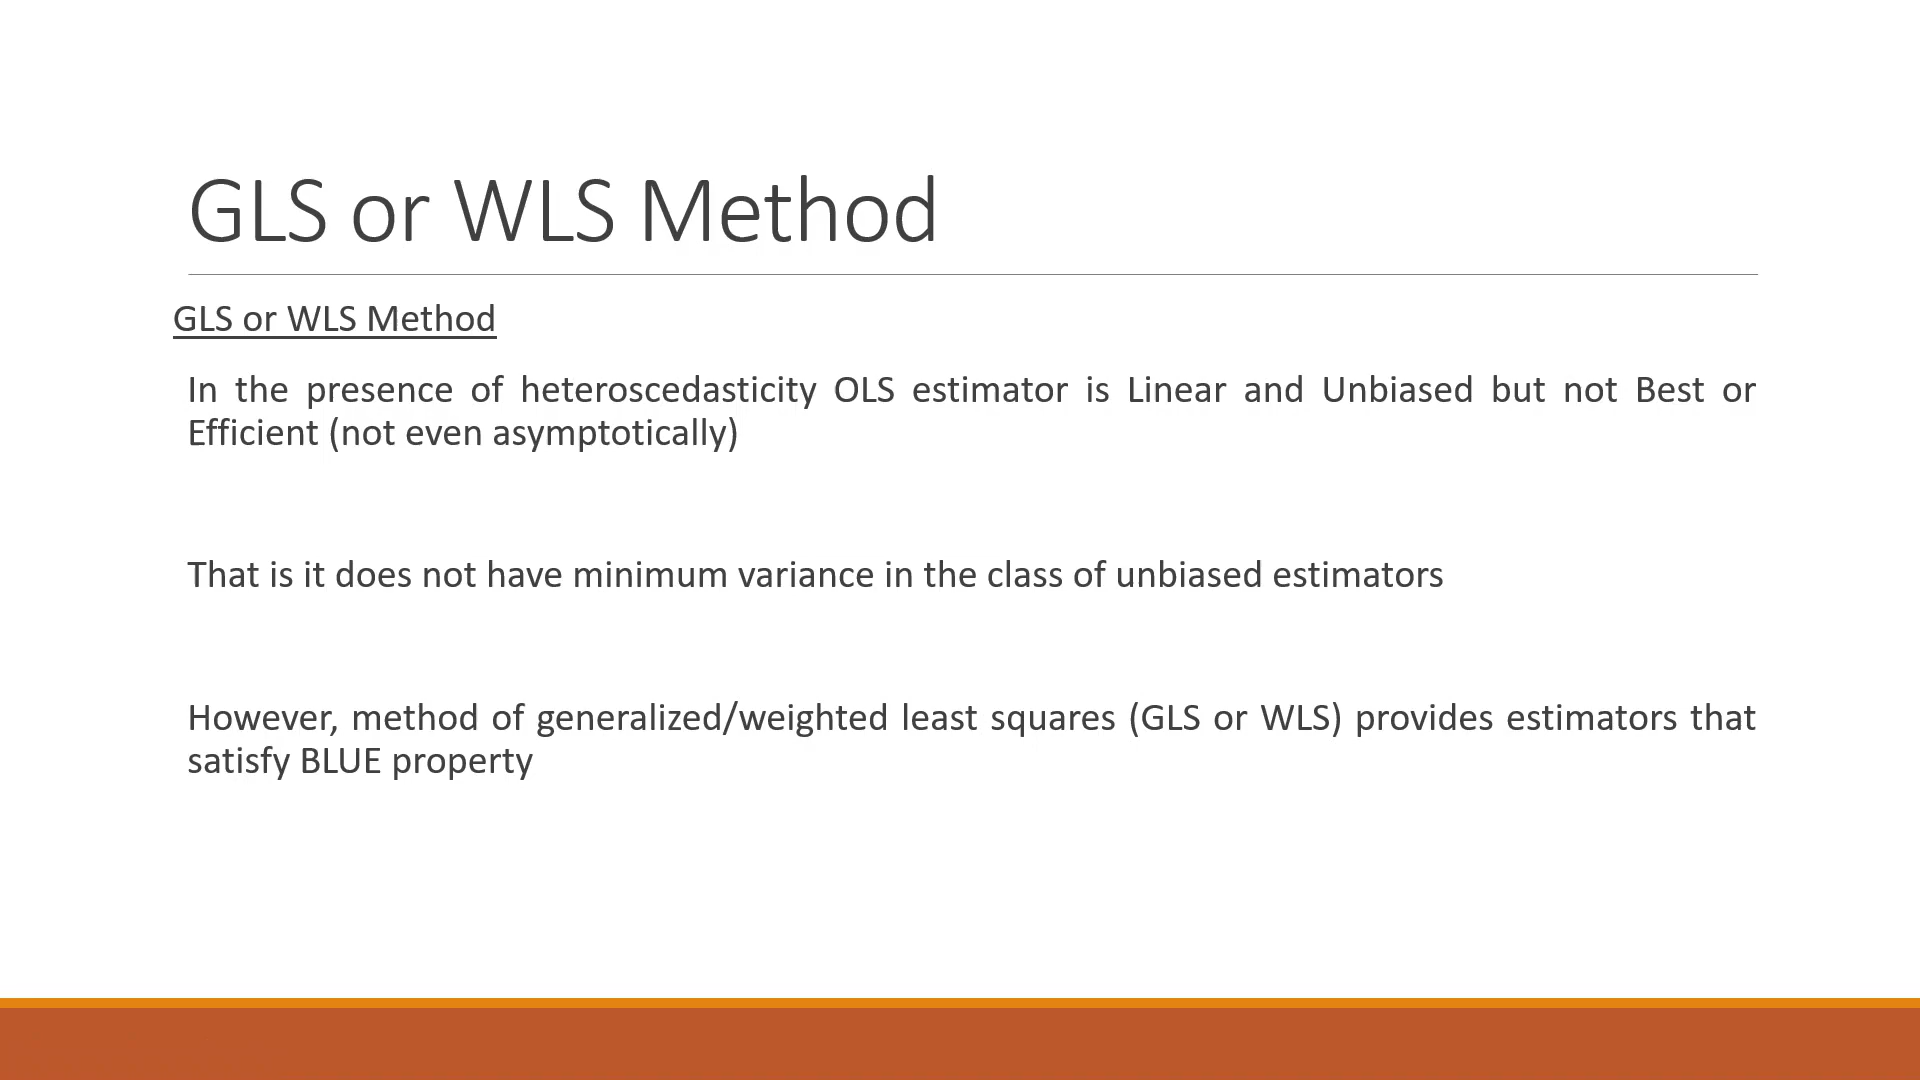 GLS or WLS Method
GLS or WLS Method
In the presence of heteroscedasticity OLS estimator is Linear and Unbiased but not Best or
Efficient (not even asymptotically)
That is it does not have minimum variance in the class of unbiased estimators
However, method of generalized/weighted least squares (GLS or WLS) provides estimators that
satisfy BLUE property